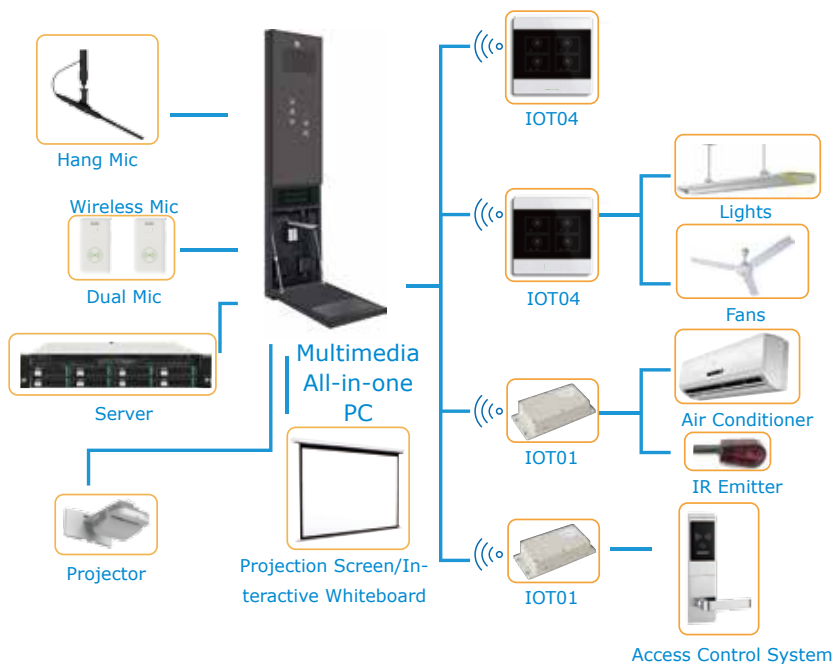 IOT04
Hang Mic
Wireless Mic
Dual Mic
Server
Projector
Multimedia
All-in-one
PC
Projection Screen/In-
teractive Whiteboard
IOT04
Lights
Fans
IOT01
Air Conditioner
IR Emitter
IOT01
Access Control System